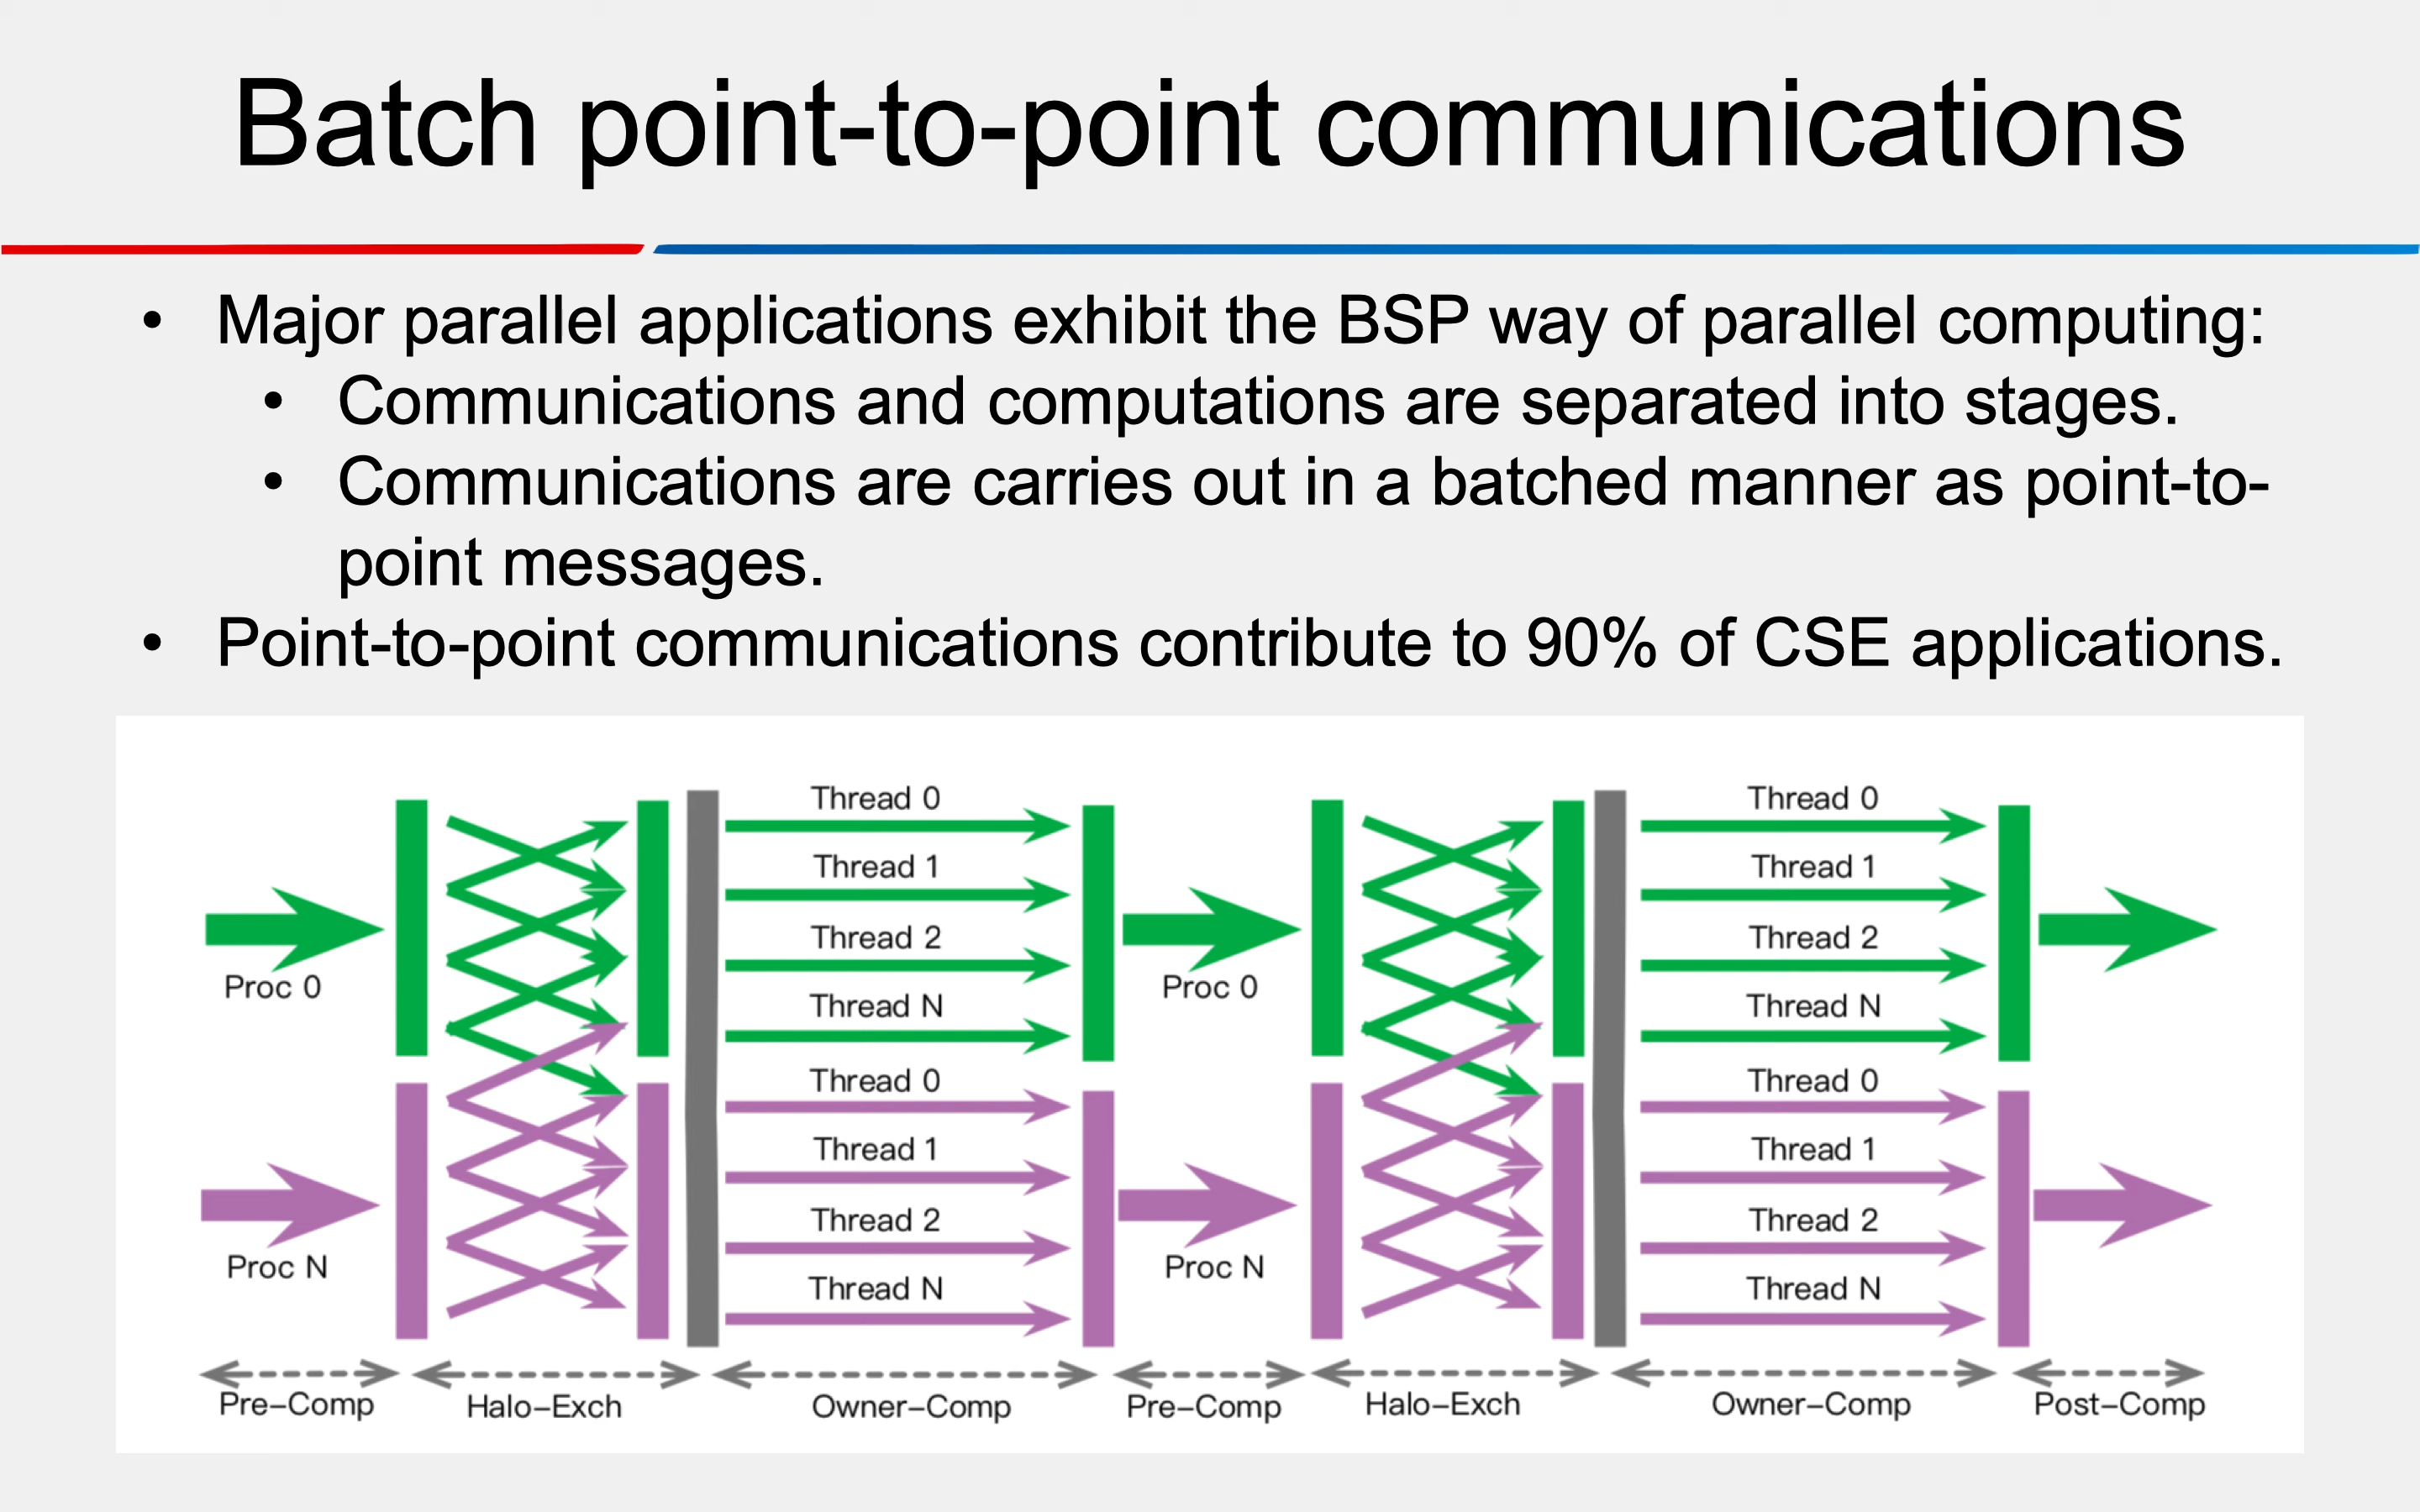 Batch point-to-point communications
• Major parallel applications exhibit the BSP way of parallel computing:
• Communications and computations are separated into stages.
• Communications are carries out in a batched manner as point-to-
point messages.
• Point-to-point communications contribute to 90% of CSE applications.
Thread 0
Thread 1
Thread 2
Thread N
Thread 0
Thread 1
Thread 2
Thread N
Proc 0
Proc N
Proc 0
Proc N
Thread 0
Thread 1
Thread 2
Thread N
Thread 0
Thread 1
Thread 2
Thread N
Pre-Comp
Halo-Exch
Owner-Comp
Pre-Comp
Halo-Exch
Owner-Comp
Post-Comp